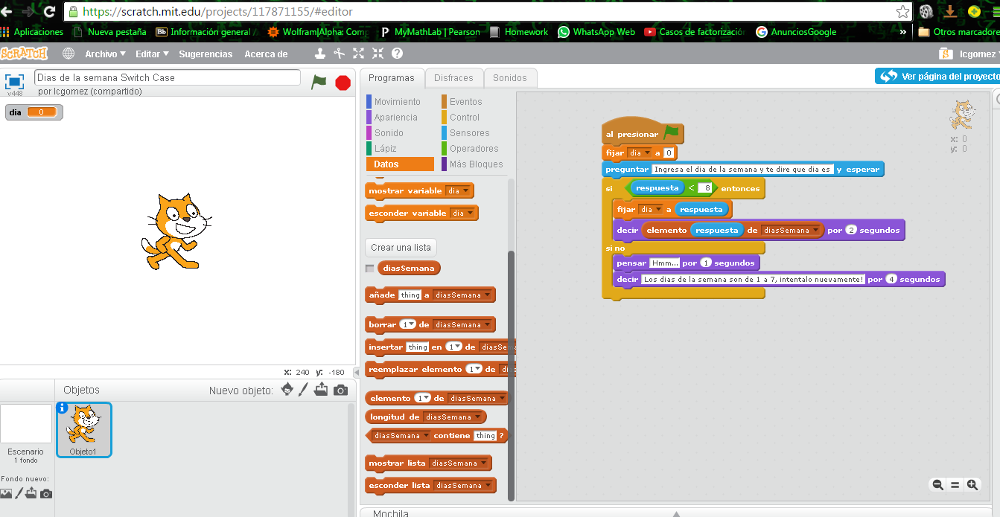 https://scratch.mit.edu/projects/117871155/#editor
Aplicaciones Nueva pestaña Bb Información general / Wolfram|Alpha: Com MyMathLab | Pearson Homework WhatsApp Web Casos de factorizació AnunciosGoogle » Otros marcadore
SCRATCH Archivo Editar Sugerencias Acerca de lcgomez
v448
Dias de la semana Switch Case
por lcgomez (compartido)
Programas Disfraces Sonidos
Ver página del proyecto
dia 0
Movimiento Eventos
Apariencia Control
Sonido Sensores
Lápiz Operadores
Datos Más Bloques
mostrar variable dia
esconder variable dia
Crear una lista
diasSemana
añade thing a diasSemana
borrar 1 de diasSemana
insertar thing en 1 de diasSema
reemplazar elemento 1 de dia
elemento 1 de diasSemana
longitud de diasSemana
diasSemana contiene thing ?
mostrar lista diasSemana
esconder lista diasSemana
al presionar
fijar dia a 0
preguntar Ingresa el dia de la semana y te dire que dia es y esperar
si respuesta < 8 entonces
fijar dia a respuesta
decir elemento respuesta de diasSemana por 2 segundos
si no
pensar Hmm... por 1 segundos
decir Los dias de la semana son de 1 a 7, intentalo nuevamente! por 4 segundos
x: 0
y: 0
x: 240 y: -180
Objetos Nuevo objeto:
Escenario
1 fondo
Fondo nuevo:
Objeto1
Mochila